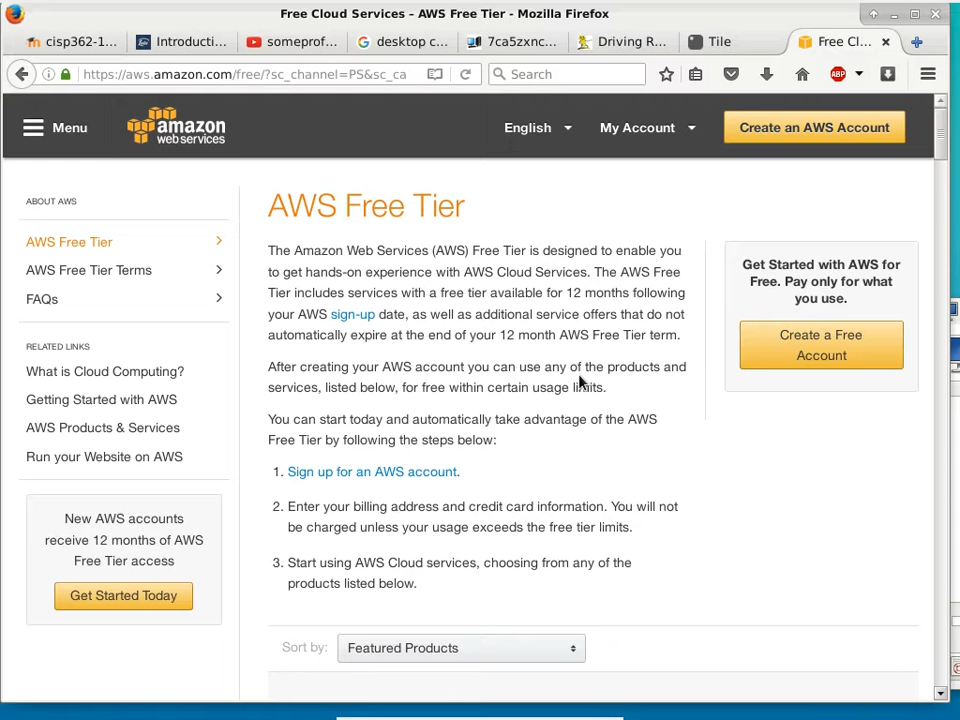 Free Cloud Services – AWS Free Tier - Mozilla Firefox
cisp362-1... Introducti... someprof... desktop c... 7ca5zxnc... Driving R... Tile Free Cl...
https://aws.amazon.com/free/?sc_channel=PS&sc_ca Search ABP
Menu amazon web services English My Account Create an AWS Account
ABOUT AWS
AWS Free Tier
AWS Free Tier Terms
FAQs
RELATED LINKS
What is Cloud Computing?
Getting Started with AWS
AWS Products & Services
Run your Website on AWS
New AWS accounts
receive 12 months of AWS
Free Tier access
Get Started Today
AWS Free Tier
The Amazon Web Services (AWS) Free Tier is designed to enable you
to get hands-on experience with AWS Cloud Services. The AWS Free
Tier includes services with a free tier available for 12 months following
your AWS sign-up date, as well as additional service offers that do not
automatically expire at the end of your 12 month AWS Free Tier term.
After creating your AWS account you can use any of the products and
services, listed below, for free within certain usage limits.
You can start today and automatically take advantage of the AWS
Free Tier by following the steps below:
1. Sign up for an AWS account.
2. Enter your billing address and credit card information. You will not
be charged unless your usage exceeds the free tier limits.
3. Start using AWS Cloud services, choosing from any of the
products listed below.
Sort by: Featured Products
Get Started with AWS for
Free. Pay only for what
you use.
Create a Free
Account